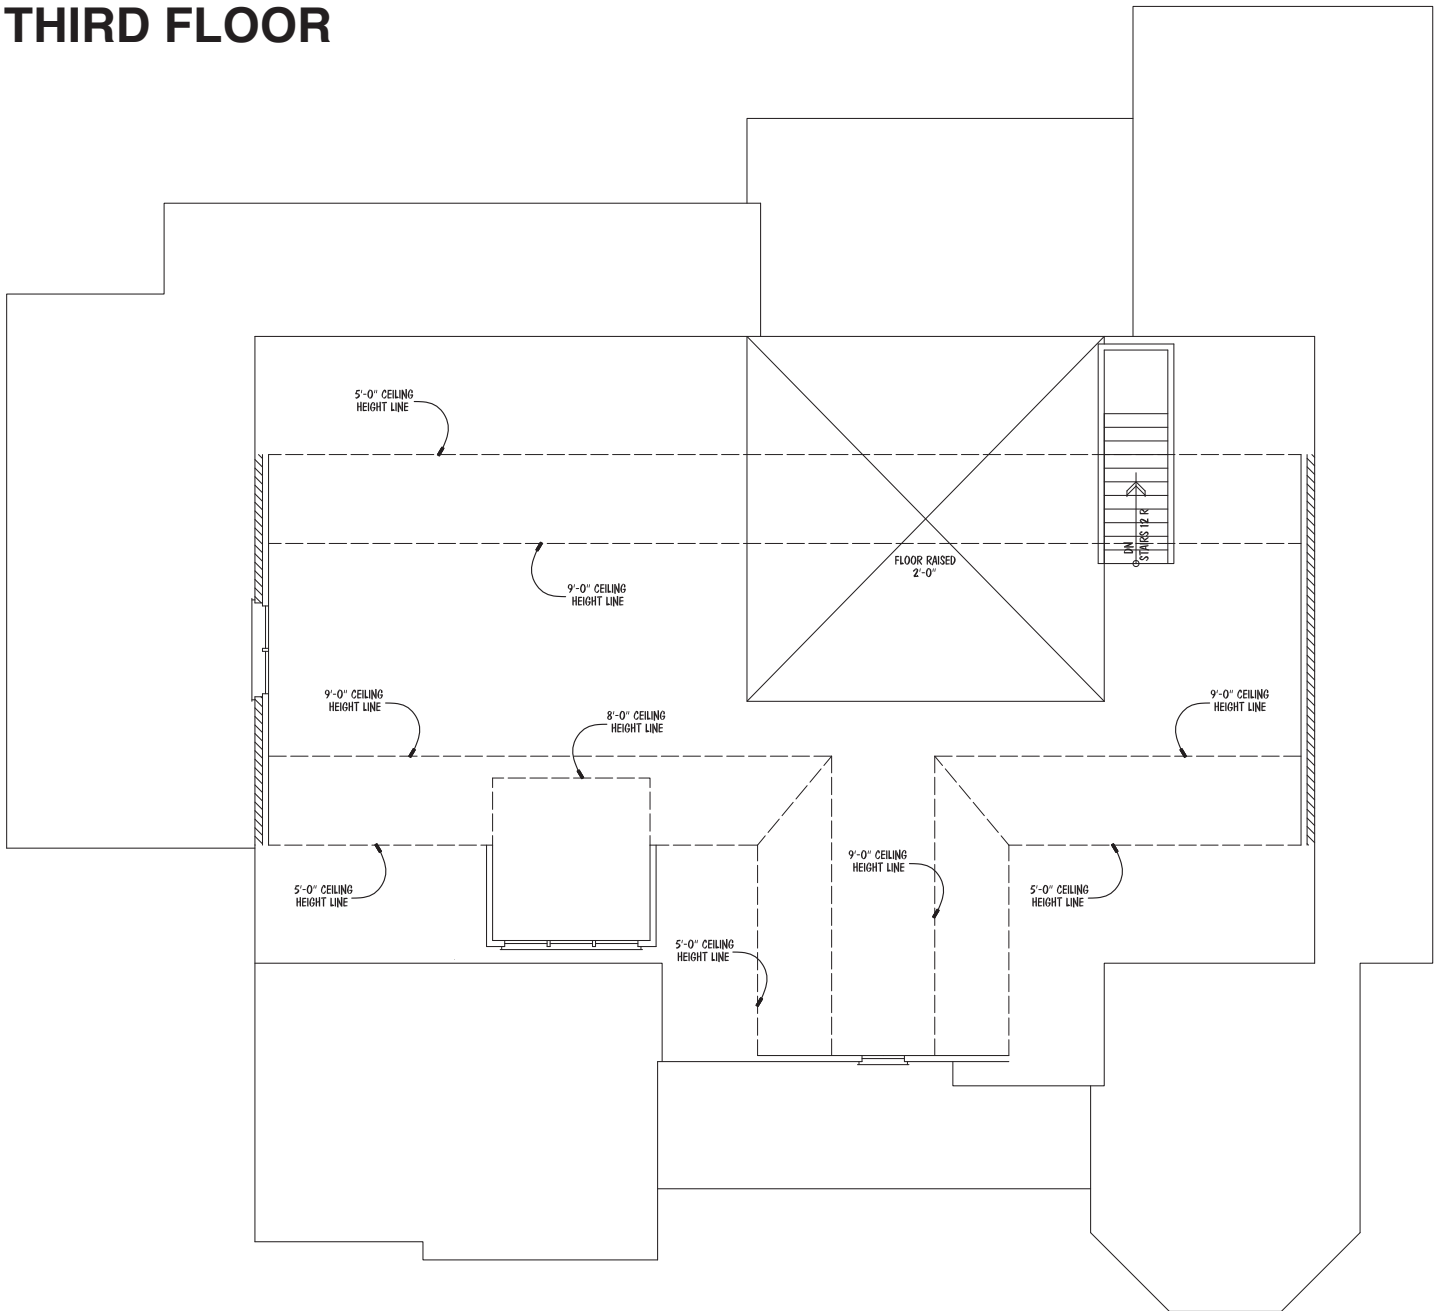 THIRD FLOOR
5'-0" CEILING
HEIGHT LINE
9'-0" CEILING
HEIGHT LINE
FLOOR RAISED
2'-0"
DN
STAIRS 12 R
9'-0" CEILING
HEIGHT LINE
8'-0" CEILING
HEIGHT LINE
9'-0" CEILING
HEIGHT LINE
5'-0" CEILING
HEIGHT LINE
9'-0" CEILING
HEIGHT LINE
5'-0" CEILING
HEIGHT LINE
5'-0" CEILING
HEIGHT LINE